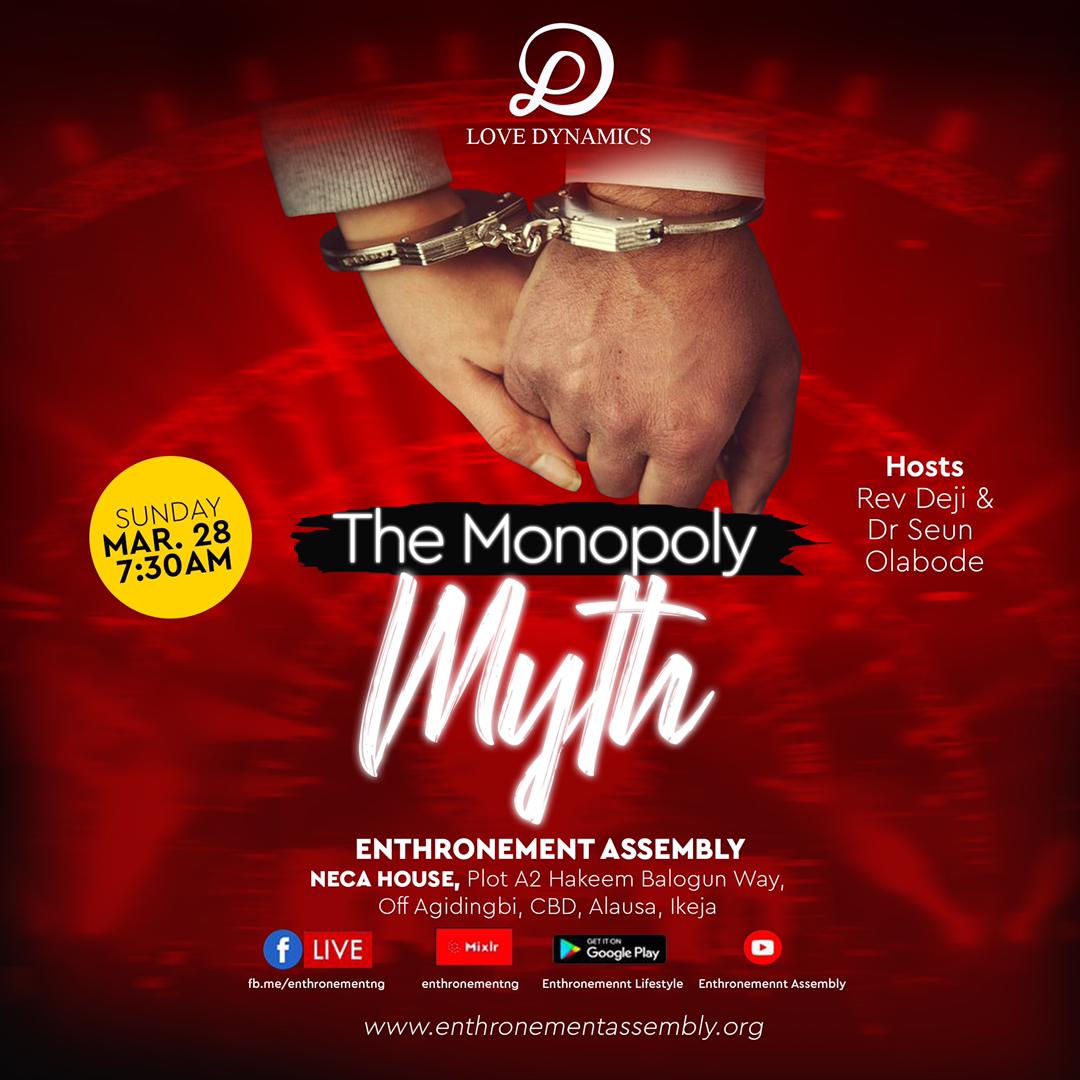 LOVE DYNAMICS
SUNDAY
MAR. 28
7:30AM
Hosts
Rev Deji &
Dr Seun
Olabode
The Monopoly
Myth
ENTHRONEMENT ASSEMBLY
NECA HOUSE, Plot A2 Hakeem Balogun Way,
Off Agidingbi, CBD, Alausa, Ikeja
f LIVE
Mixlr
GET IT ON
Google Play
fb.me/enthronementng
enthronementng
Enthronemennt Lifestyle
Enthronemennt Assembly
www.enthronementassembly.org